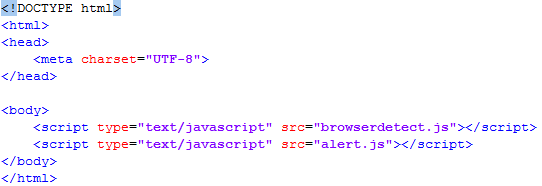 <!DOCTYPE html>
<html>
<head>
    <meta charset="UTF-8">
</head>

<body>
    <script type="text/javascript" src="browserdetect.js"></script>
    <script type="text/javascript" src="alert.js"></script>
</body>
</html>